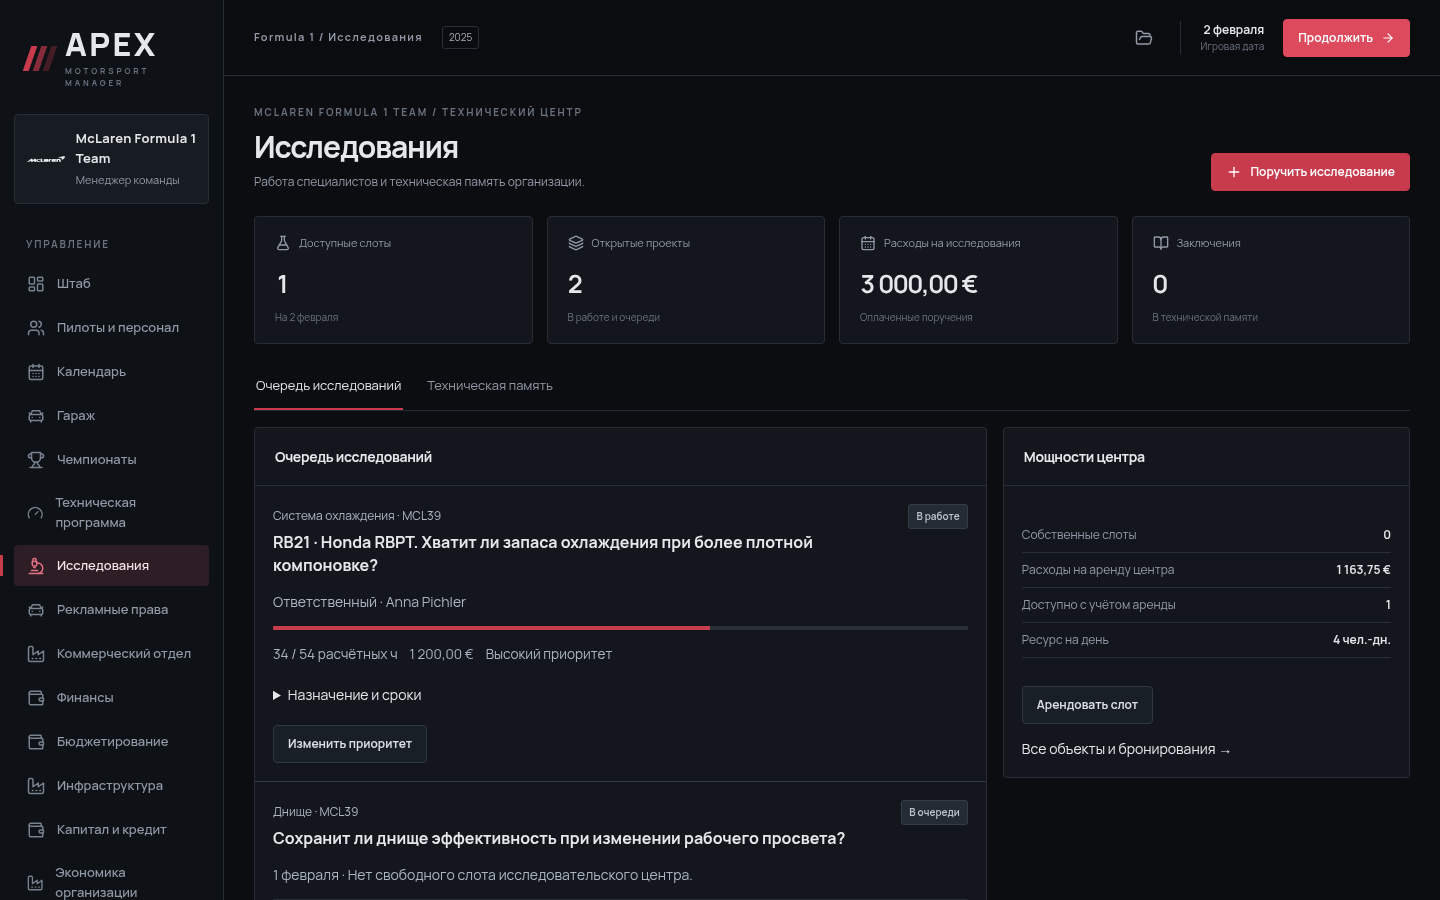 APEX
MOTORSPORT
MANAGER
McLaren
McLaren Formula 1
Team
Менеджер команды
УПРАВЛЕНИЕ
Штаб
Пилоты и персонал
Календарь
Гараж
Чемпионаты
Техническая
программа
Исследования
Рекламные права
Коммерческий отдел
Финансы
Бюджетирование
Инфраструктура
Капитал и кредит
Экономика
организации
Formula 1 / Исследования
2025
2 февраля
Игровая дата
Продолжить →
MCLAREN FORMULA 1 TEAM / ТЕХНИЧЕСКИЙ ЦЕНТР
Исследования
Работа специалистов и техническая память организации.
+ Поручить исследование
Доступные слоты
1
На 2 февраля
Открытые проекты
2
В работе и очереди
Расходы на исследования
3 000,00 €
Оплаченные поручения
Заключения
0
В технической памяти
Очередь исследований
Техническая память
Очередь исследований
Система охлаждения · MCL39
В работе
RB21 · Honda RBPT. Хватит ли запаса охлаждения при более плотной
компоновке?
Ответственный · Anna Pichler
34 / 54 расчётных ч 1 200,00 € Высокий приоритет
▶ Назначение и сроки
Изменить приоритет
Днище · MCL39
В очереди
Сохранит ли днище эффективность при изменении рабочего просвета?
1 февраля · Нет свободного слота исследовательского центра.
Мощности центра
Собственные слоты 0
Расходы на аренду центра 1 163,75 €
Доступно с учётом аренды 1
Ресурс на день 4 чел.-дн.
Арендовать слот
Все объекты и бронирования →